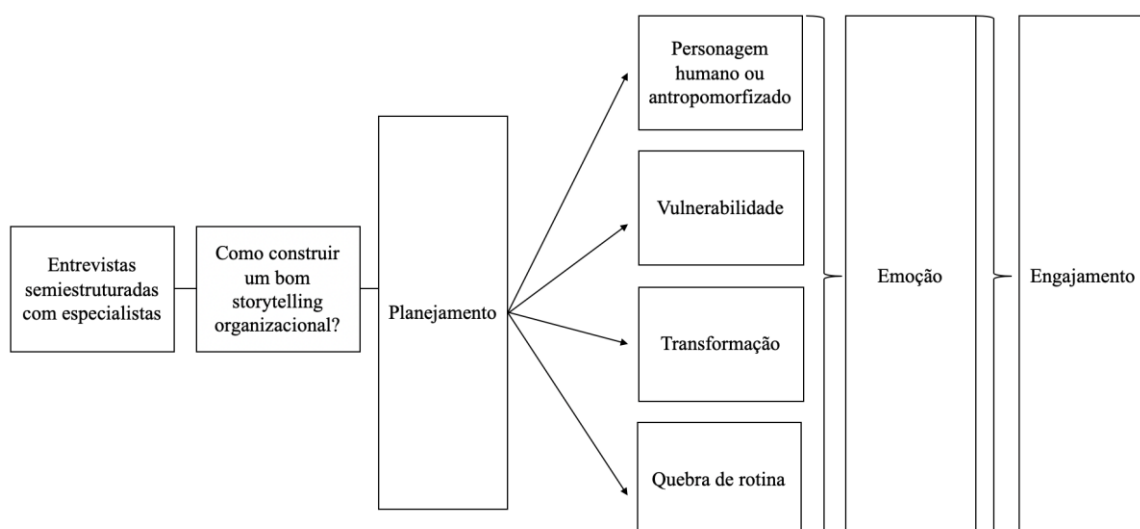 Entrevistas
semiestruturadas
com especialistas
Como construir
um bom
storytelling
organizacional?
Planejamento
Personagem
humano ou
antropomorfizado
Vulnerabilidade
Transformação
Quebra de rotina
Emoção
Engajamento